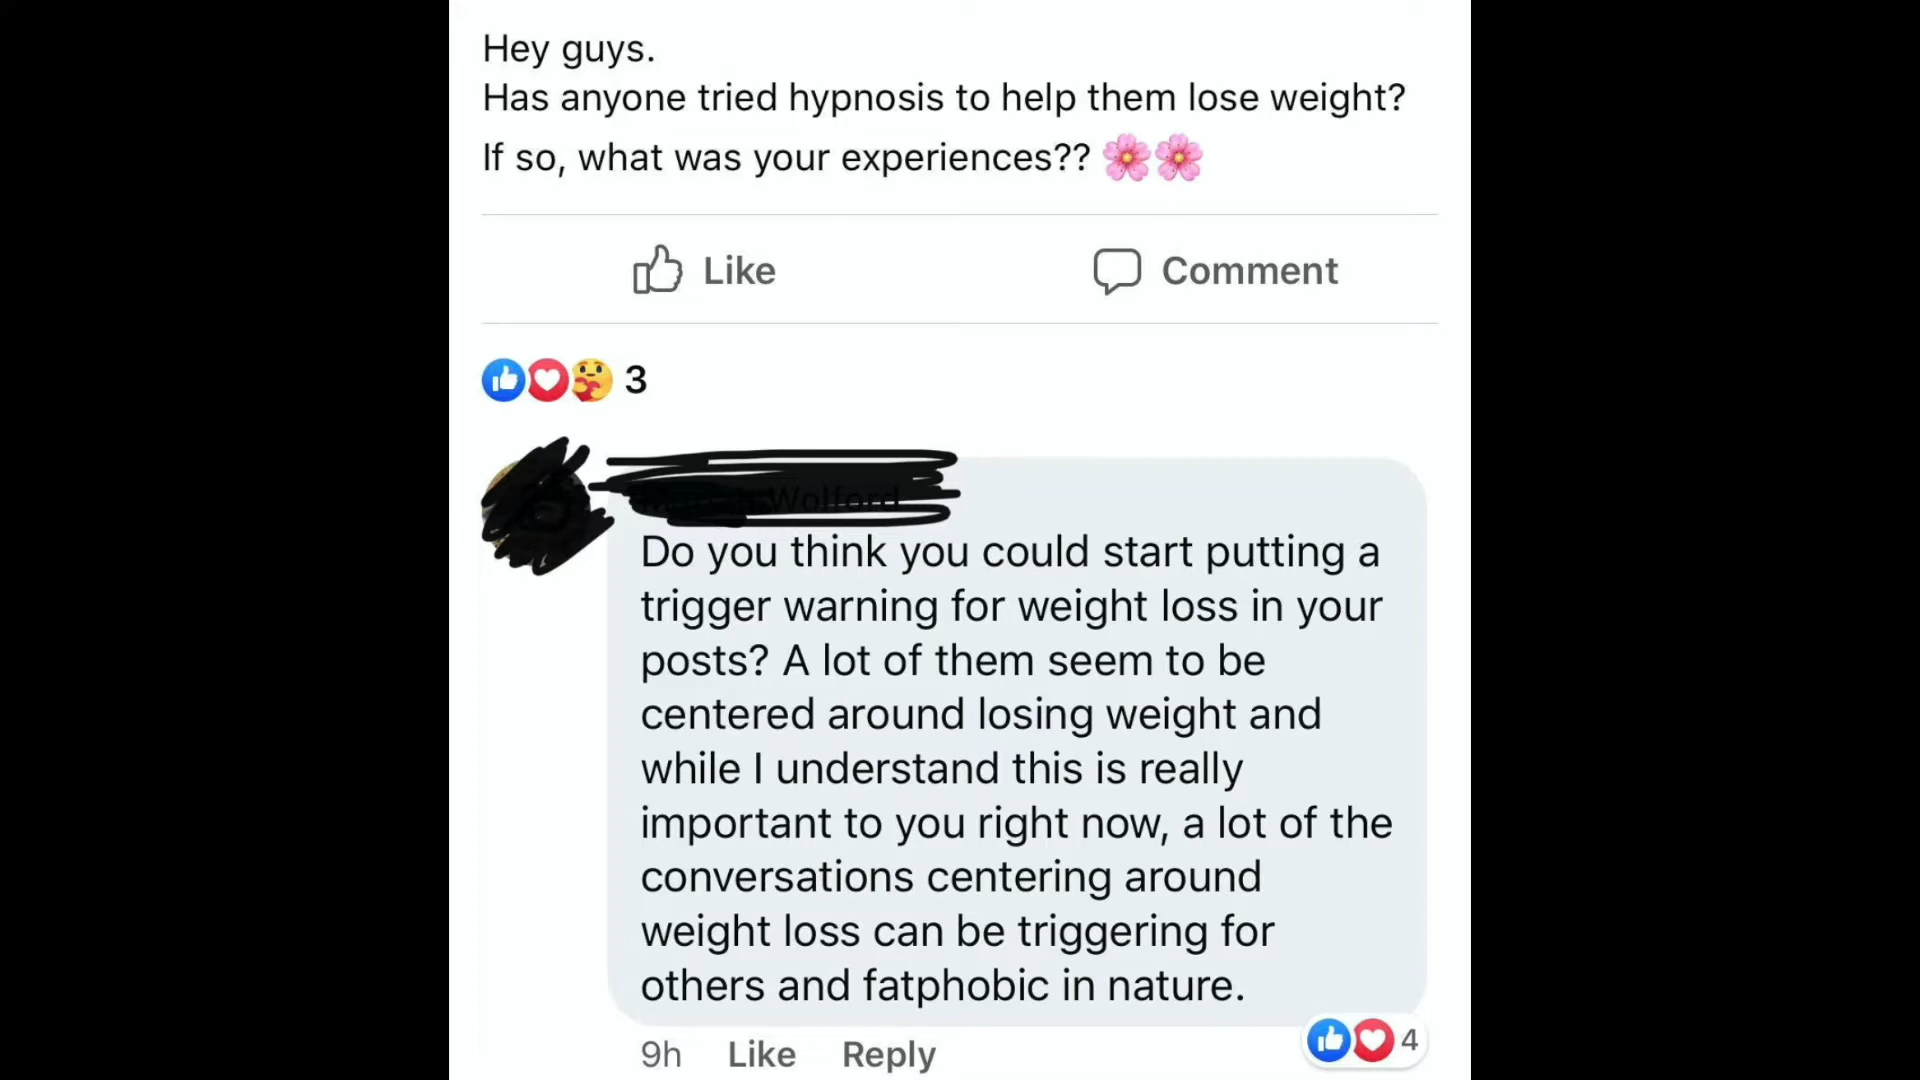 Hey guys.
Has anyone tried hypnosis to help them lose weight?
If so, what was your experiences?? 🌸🌸
Like Comment
3
Wolford
Do you think you could start putting a
trigger warning for weight loss in your
posts? A lot of them seem to be
centered around losing weight and
while I understand this is really
important to you right now, a lot of the
conversations centering around
weight loss can be triggering for
others and fatphobic in nature.
9h Like Reply 4